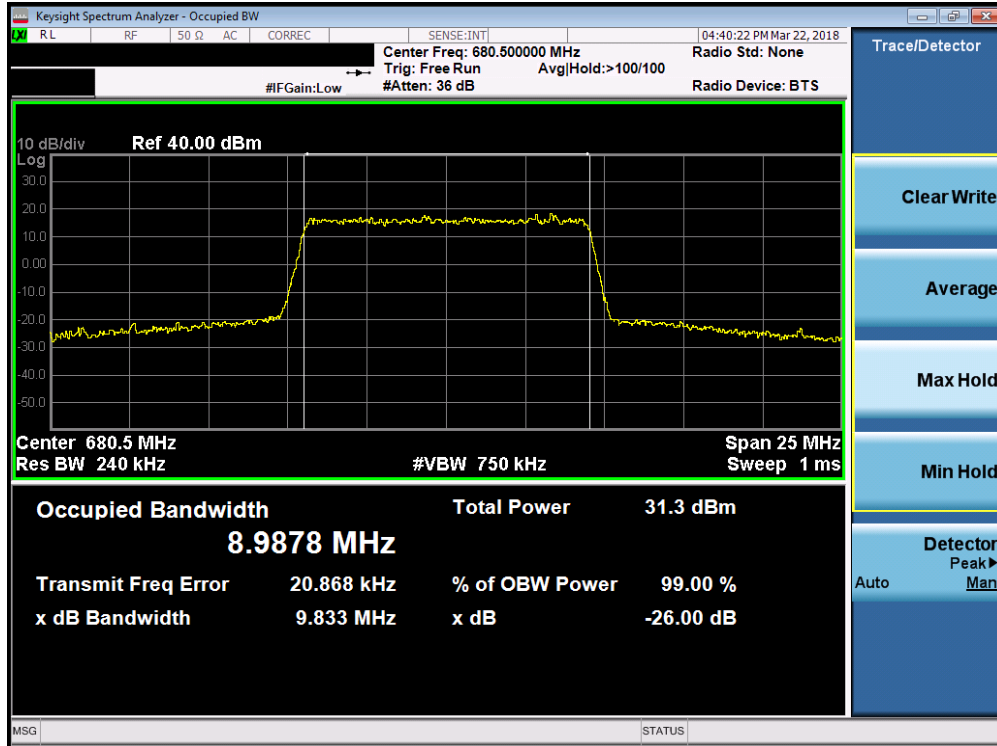 Keysight Spectrum Analyzer - Occupied BW
LXI RL RF 50 Ω AC CORREC SENSE:INT 04:40:22 PM Mar 22, 2018
Center Freq: 680.500000 MHz Radio Std: None
Trig: Free Run Avg|Hold:>100/100
#IFGain:Low #Atten: 36 dB Radio Device: BTS
10 dB/div Ref 40.00 dBm
Log
30.0
20.0
10.0
0.00
-10.0
-20.0
-30.0
-40.0
-50.0
Center 680.5 MHz Span 25 MHz
Res BW 240 kHz #VBW 750 kHz Sweep 1 ms
Occupied Bandwidth Total Power 31.3 dBm
8.9878 MHz
Transmit Freq Error 20.868 kHz % of OBW Power 99.00 %
x dB Bandwidth 9.833 MHz x dB -26.00 dB
MSG STATUS
Trace/Detector
Clear Write
Average
Max Hold
Min Hold
Detector
Peak▶
Auto Man